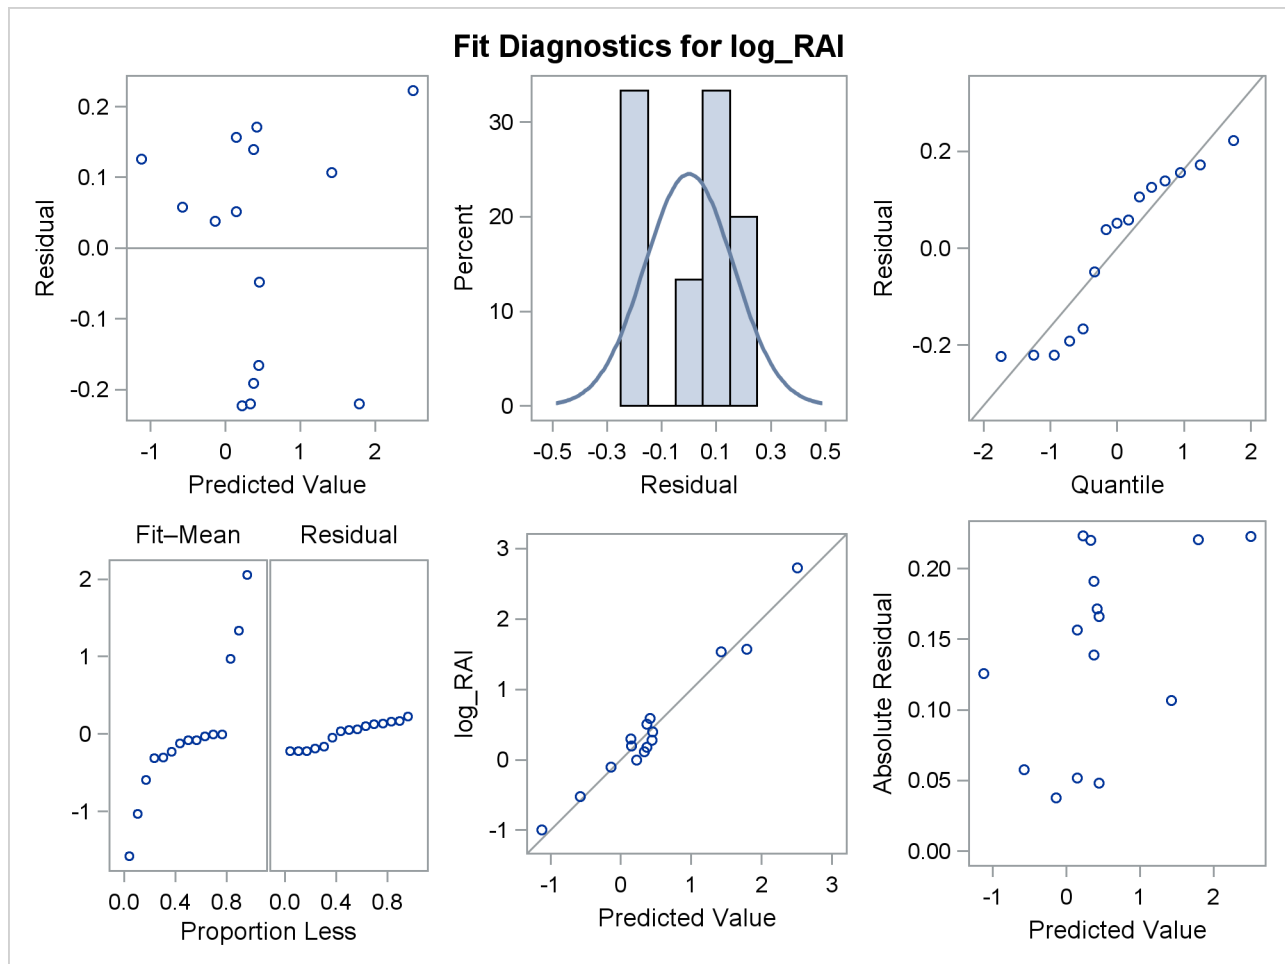 Fit Diagnostics for log_RAI
0.2
0.1
0.0
-0.1
-0.2
Residual
-1 0 1 2
Predicted Value
30
20
10
0
Percent
-0.5 -0.3 -0.1 0.1 0.3 0.5
Residual
0.2
0.0
-0.2
Residual
-2 -1 0 1 2
Quantile
Fit–Mean Residual
2
1
0
-1
0.0 0.4 0.8 0.0 0.4 0.8
Proportion Less
3
2
1
0
-1
log_RAI
-1 0 1 2 3
Predicted Value
0.20
0.15
0.10
0.05
0.00
Absolute Residual
-1 0 1 2
Predicted Value